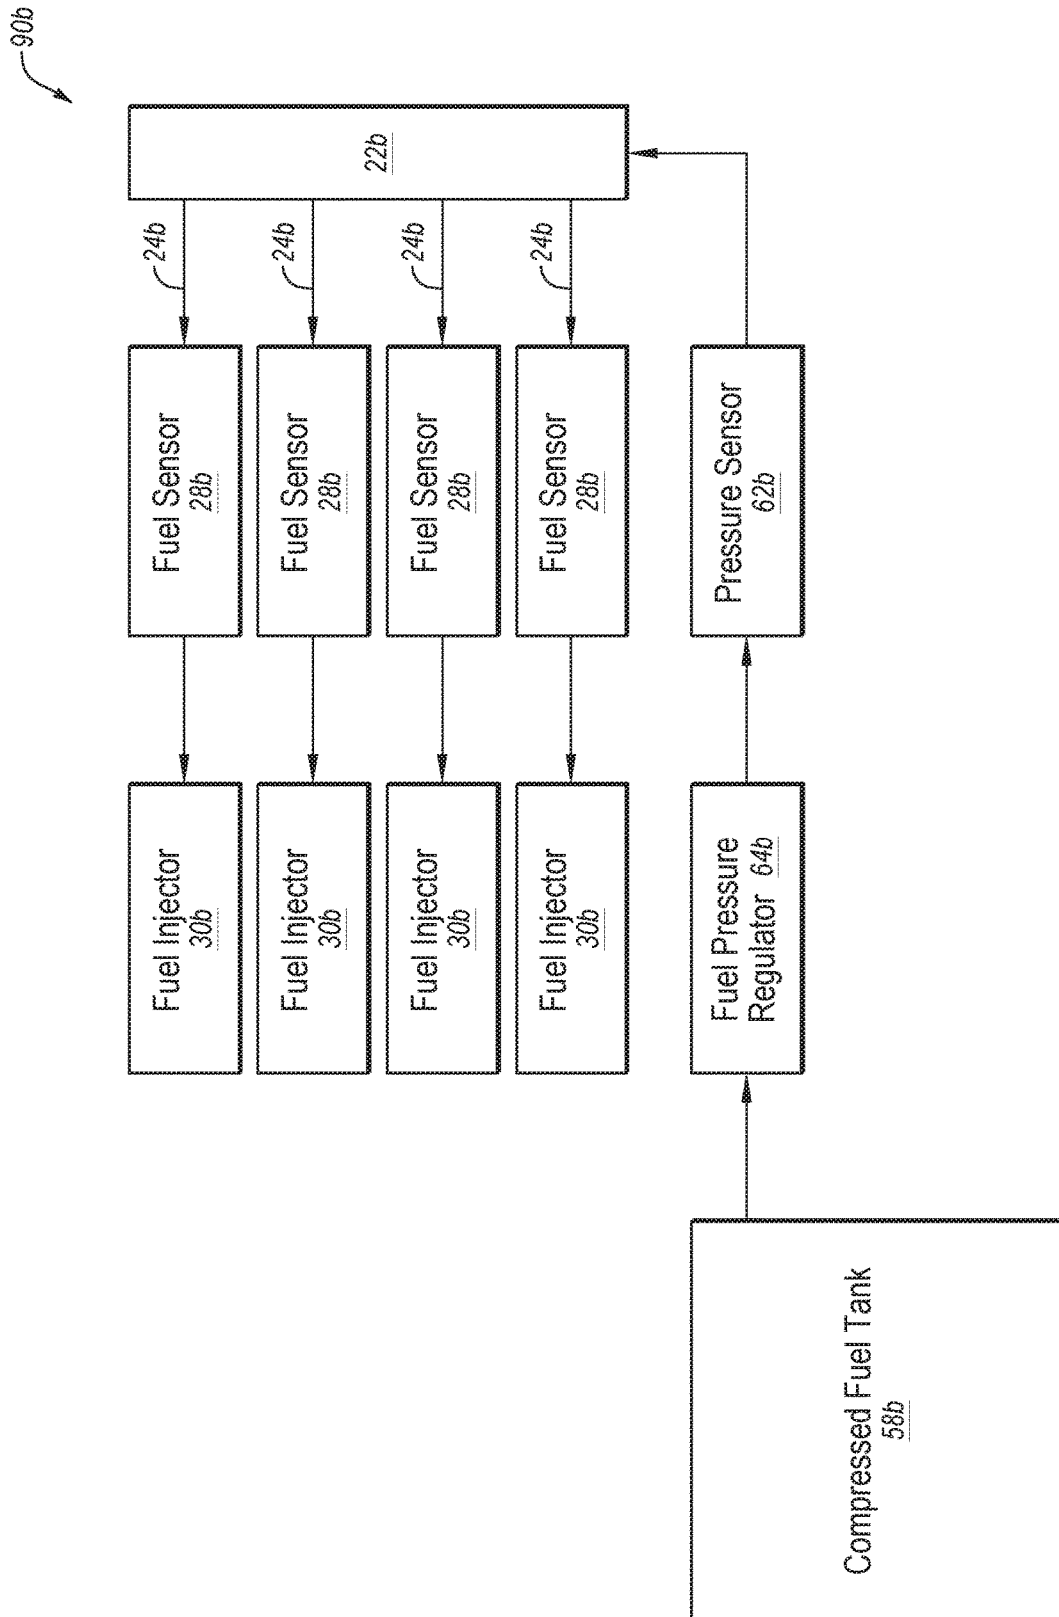 90b
22b
24b
24b
24b
24b
Fuel Sensor
28b
Fuel Sensor
28b
Fuel Sensor
28b
Fuel Sensor
28b
Pressure Sensor
62b
Fuel Injector
30b
Fuel Injector
30b
Fuel Injector
30b
Fuel Injector
30b
Fuel Pressure
Regulator 64b
Compressed Fuel Tank
58b